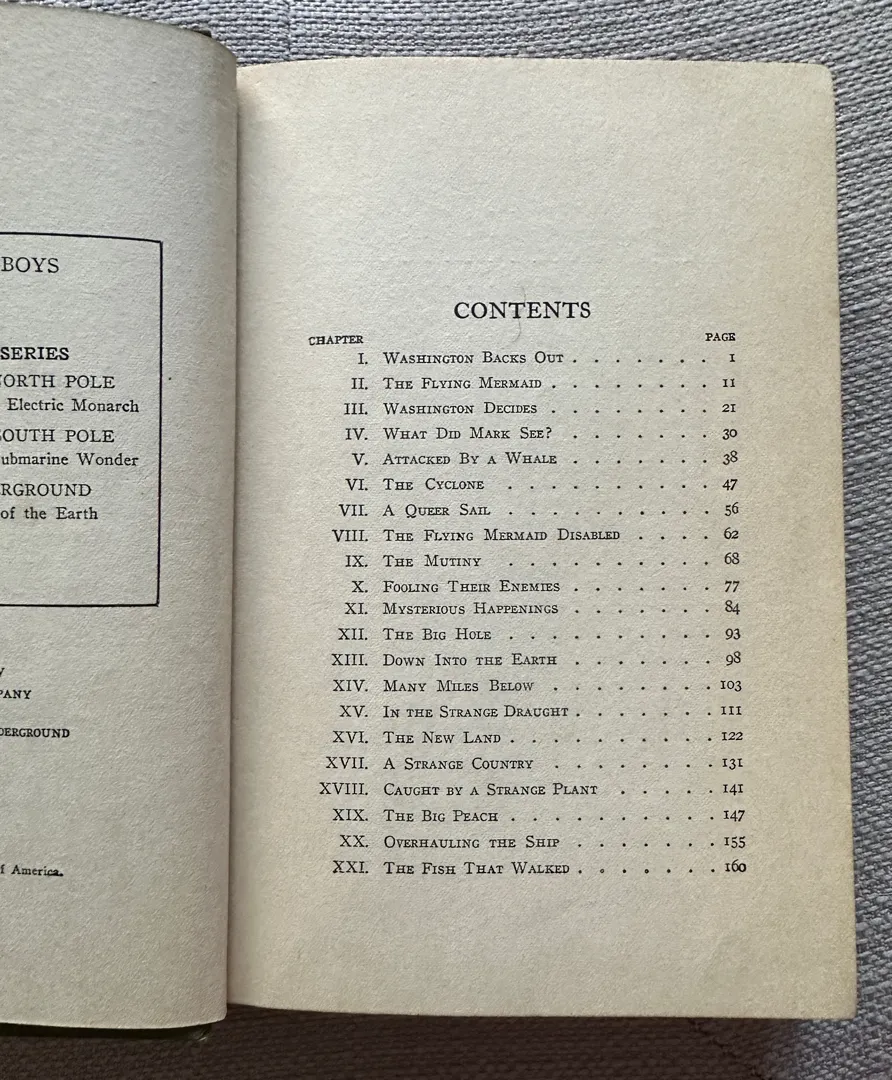 BOYS
SERIES
NORTH POLE
Electric Monarch
SOUTH POLE
ubmarine Wonder
RGROUND
of the Earth
PANY
DERGROUND
f America.
CONTENTS
CHAPTER PAGE
I. WASHINGTON BACKS OUT . . . . . . . 1
II. THE FLYING MERMAID . . . . . . . . 11
III. WASHINGTON DECIDES . . . . . . . . 21
IV. WHAT DID MARK SEE? . . . . . . . 30
V. ATTACKED BY A WHALE . . . . . . . 38
VI. THE CYCLONE . . . . . . . . . . 47
VII. A QUEER SAIL . . . . . . . . . . 56
VIII. THE FLYING MERMAID DISABLED . . . . 62
IX. THE MUTINY . . . . . . . . . . 68
X. FOOLING THEIR ENEMIES . . . . . . . 77
XI. MYSTERIOUS HAPPENINGS . . . . . . . 84
XII. THE BIG HOLE . . . . . . . . . . 93
XIII. DOWN INTO THE EARTH . . . . . . . 98
XIV. MANY MILES BELOW . . . . . . . . 103
XV. IN THE STRANGE DRAUGHT . . . . . . . 111
XVI. THE NEW LAND . . . . . . . . . . 122
XVII. A STRANGE COUNTRY . . . . . . . . 131
XVIII. CAUGHT BY A STRANGE PLANT . . . . . 141
XIX. THE BIG PEACH . . . . . . . . . . 147
XX. OVERHAULING THE SHIP . . . . . . . 155
XXI. THE FISH THAT WALKED . . . . . . . 160